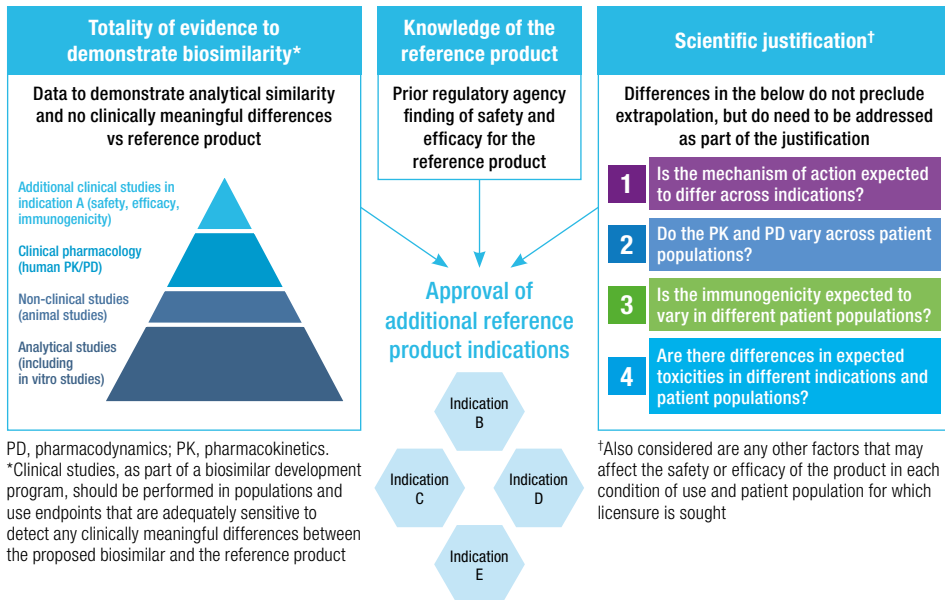 Totality of evidence to
demonstrate biosimilarity*
Data to demonstrate analytical similarity
and no clinically meaningful differences
vs reference product
Additional clinical studies in
indication A (safety, efficacy,
immunogenicity)
Clinical pharmacology
(human PK/PD)
Non-clinical studies
(animal studies)
Analytical studies
(including
in vitro studies)
PD, pharmacodynamics; PK, pharmacokinetics.
*Clinical studies, as part of a biosimilar development
program, should be performed in populations and
use endpoints that are adequately sensitive to
detect any clinically meaningful differences between
the proposed biosimilar and the reference product
Knowledge of the
reference product
Prior regulatory agency
finding of safety and
efficacy for the
reference product
Approval of
additional reference
product indications
Indication
B
Indication
C
Indication
D
Indication
E
Scientific justification†
Differences in the below do not preclude
extrapolation, but do need to be addressed
as part of the justification
1
Is the mechanism of action expected
to differ across indications?
2
Do the PK and PD vary across patient
populations?
3
Is the immunogenicity expected to
vary in different patient populations?
4
Are there differences in expected
toxicities in different indications and
patient populations?
†Also considered are any other factors that may
affect the safety or efficacy of the product in each
condition of use and patient population for which
licensure is sought